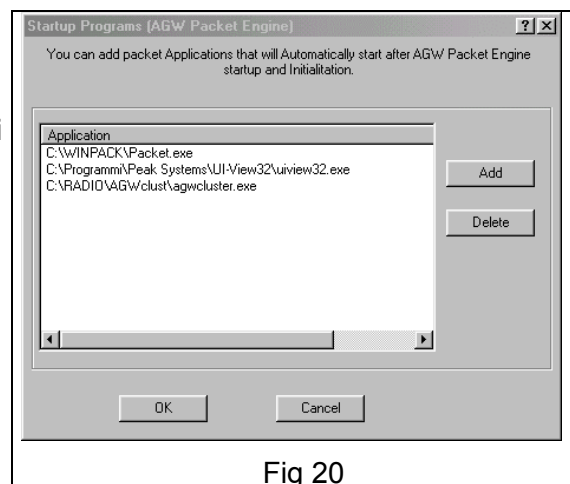 Startup Programs (AGW Packet Engine)
You can add packet Applications that will Automatically start after AGW Packet Engine
startup and Initialitation.
i
Application
C:\WINPACK\Packet.exe
C:\Programmi\Peak Systems\UI-View32\uiview32.exe
C:\RADIO\AGWclust\agwcluster.exe
Add
Delete
OK
Cancel
Fig 20